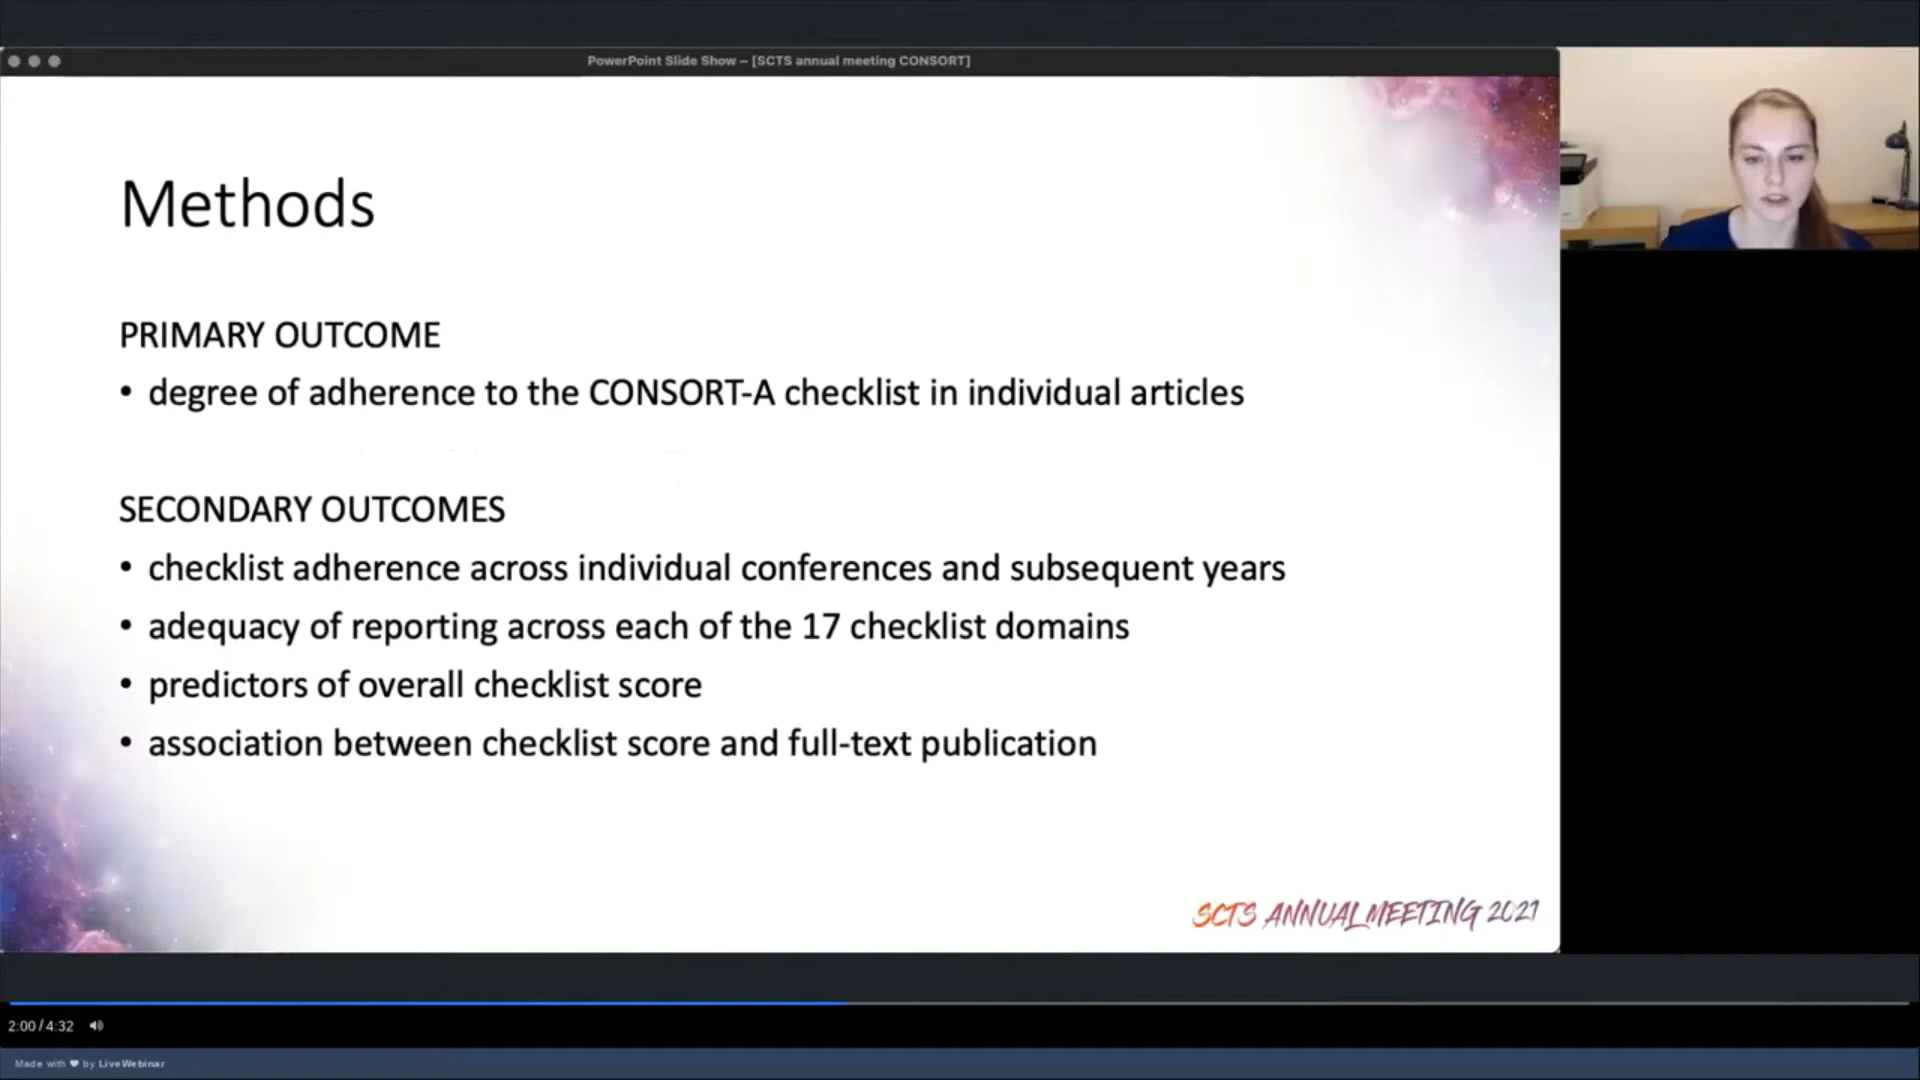 PowerPoint Slide Show – [SCTS annual meeting CONSORT]
Methods
PRIMARY OUTCOME
• degree of adherence to the CONSORT-A checklist in individual articles
SECONDARY OUTCOMES
• checklist adherence across individual conferences and subsequent years
• adequacy of reporting across each of the 17 checklist domains
• predictors of overall checklist score
• association between checklist score and full-text publication
SCTS ANNUAL MEETING 2021
2:00 / 4:32
Made with ❤ by LiveWebinar